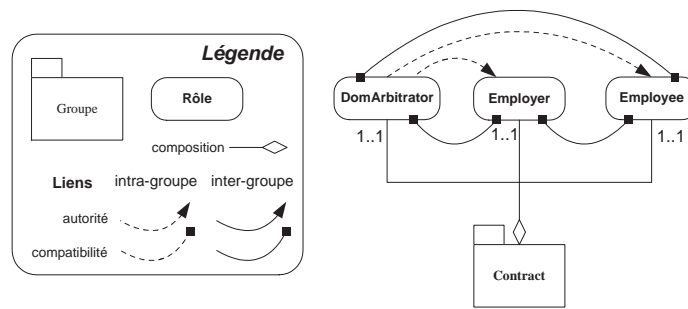 Légende
Groupe
Rôle
composition
Liens intra-groupe inter-groupe
autorité
compatibilité
DomArbitrator Employer Employee
1..1 1..1 1..1
Contract